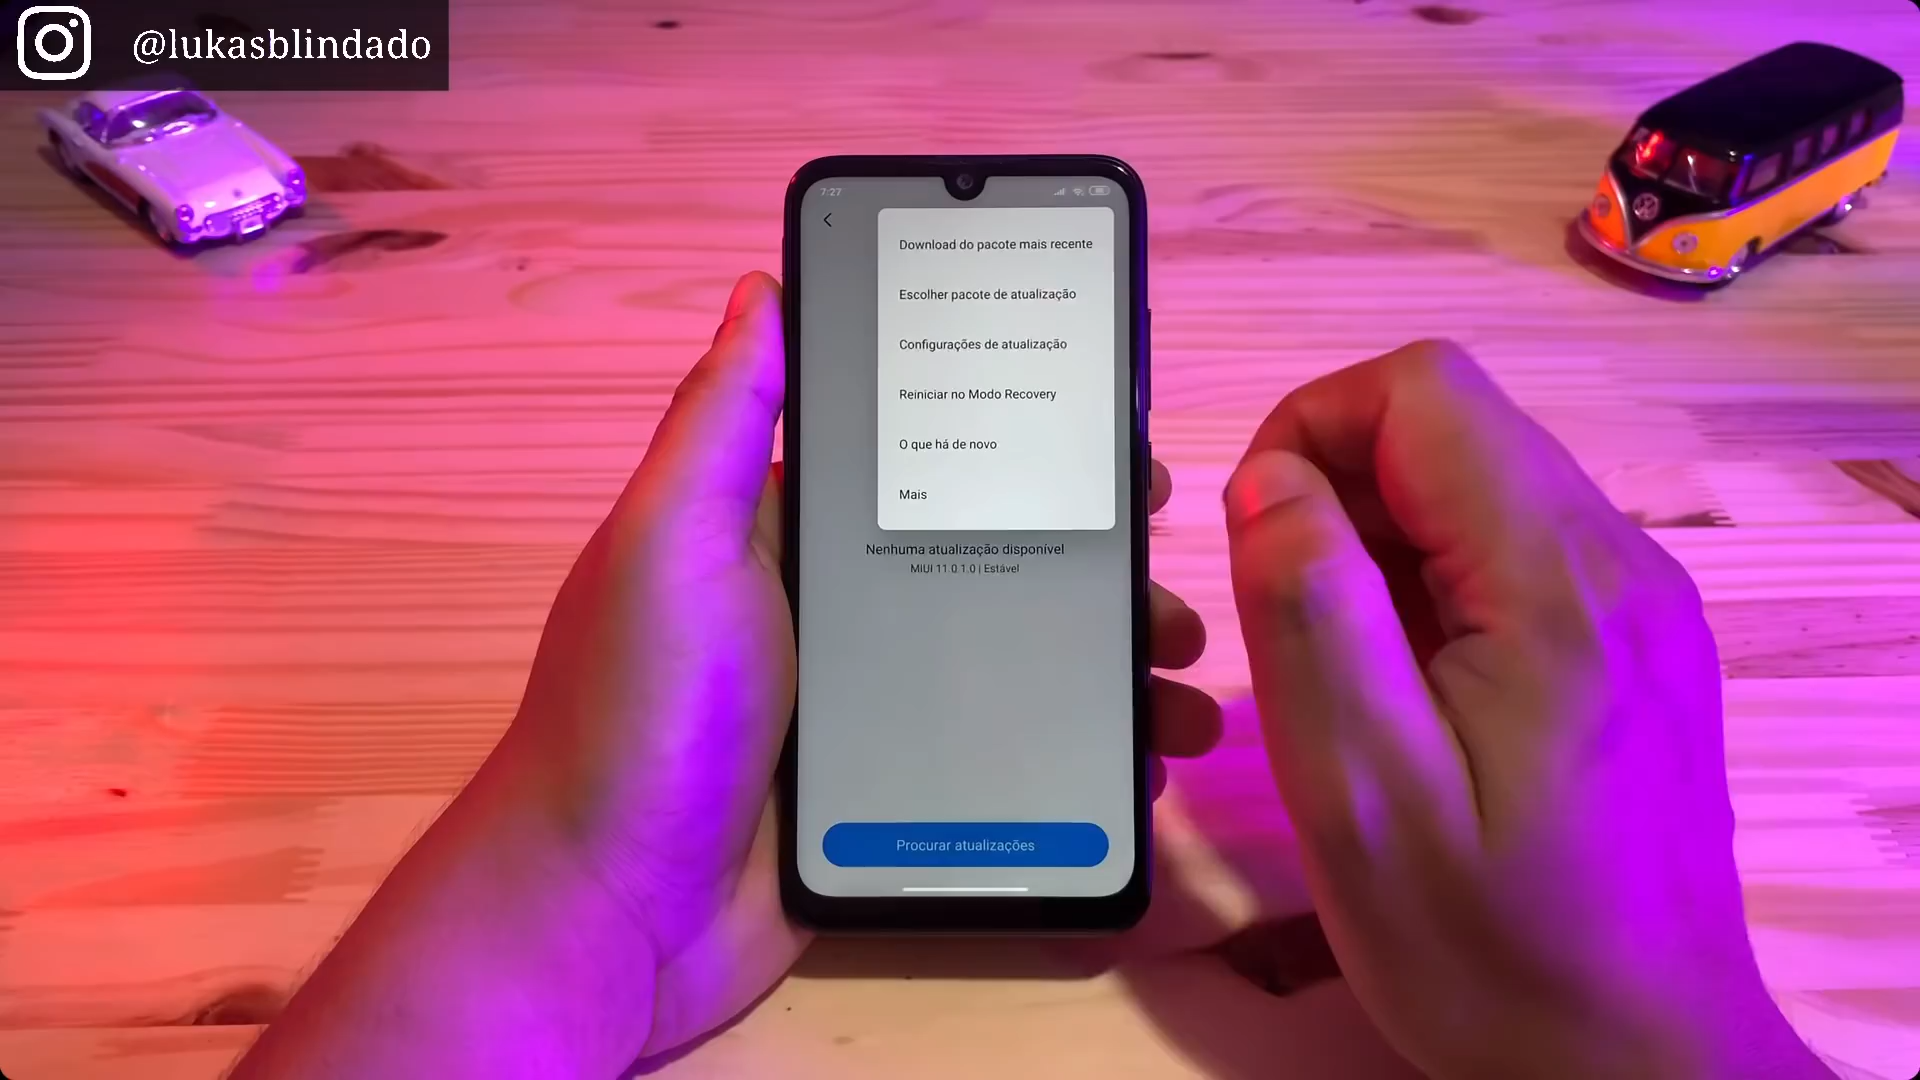 @lukasblindado
7:27
Download do pacote mais recente
Escolher pacote de atualização
Configurações de atualização
Reiniciar no Modo Recovery
O que há de novo
Mais
Nenhuma atualização disponível
MIUI 11.0.1.0 | Estável
Procurar atualizações